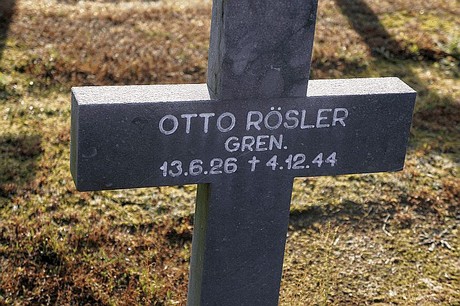 OTTO RÖSLER
GREN.
13.6.26 † 4.12.44